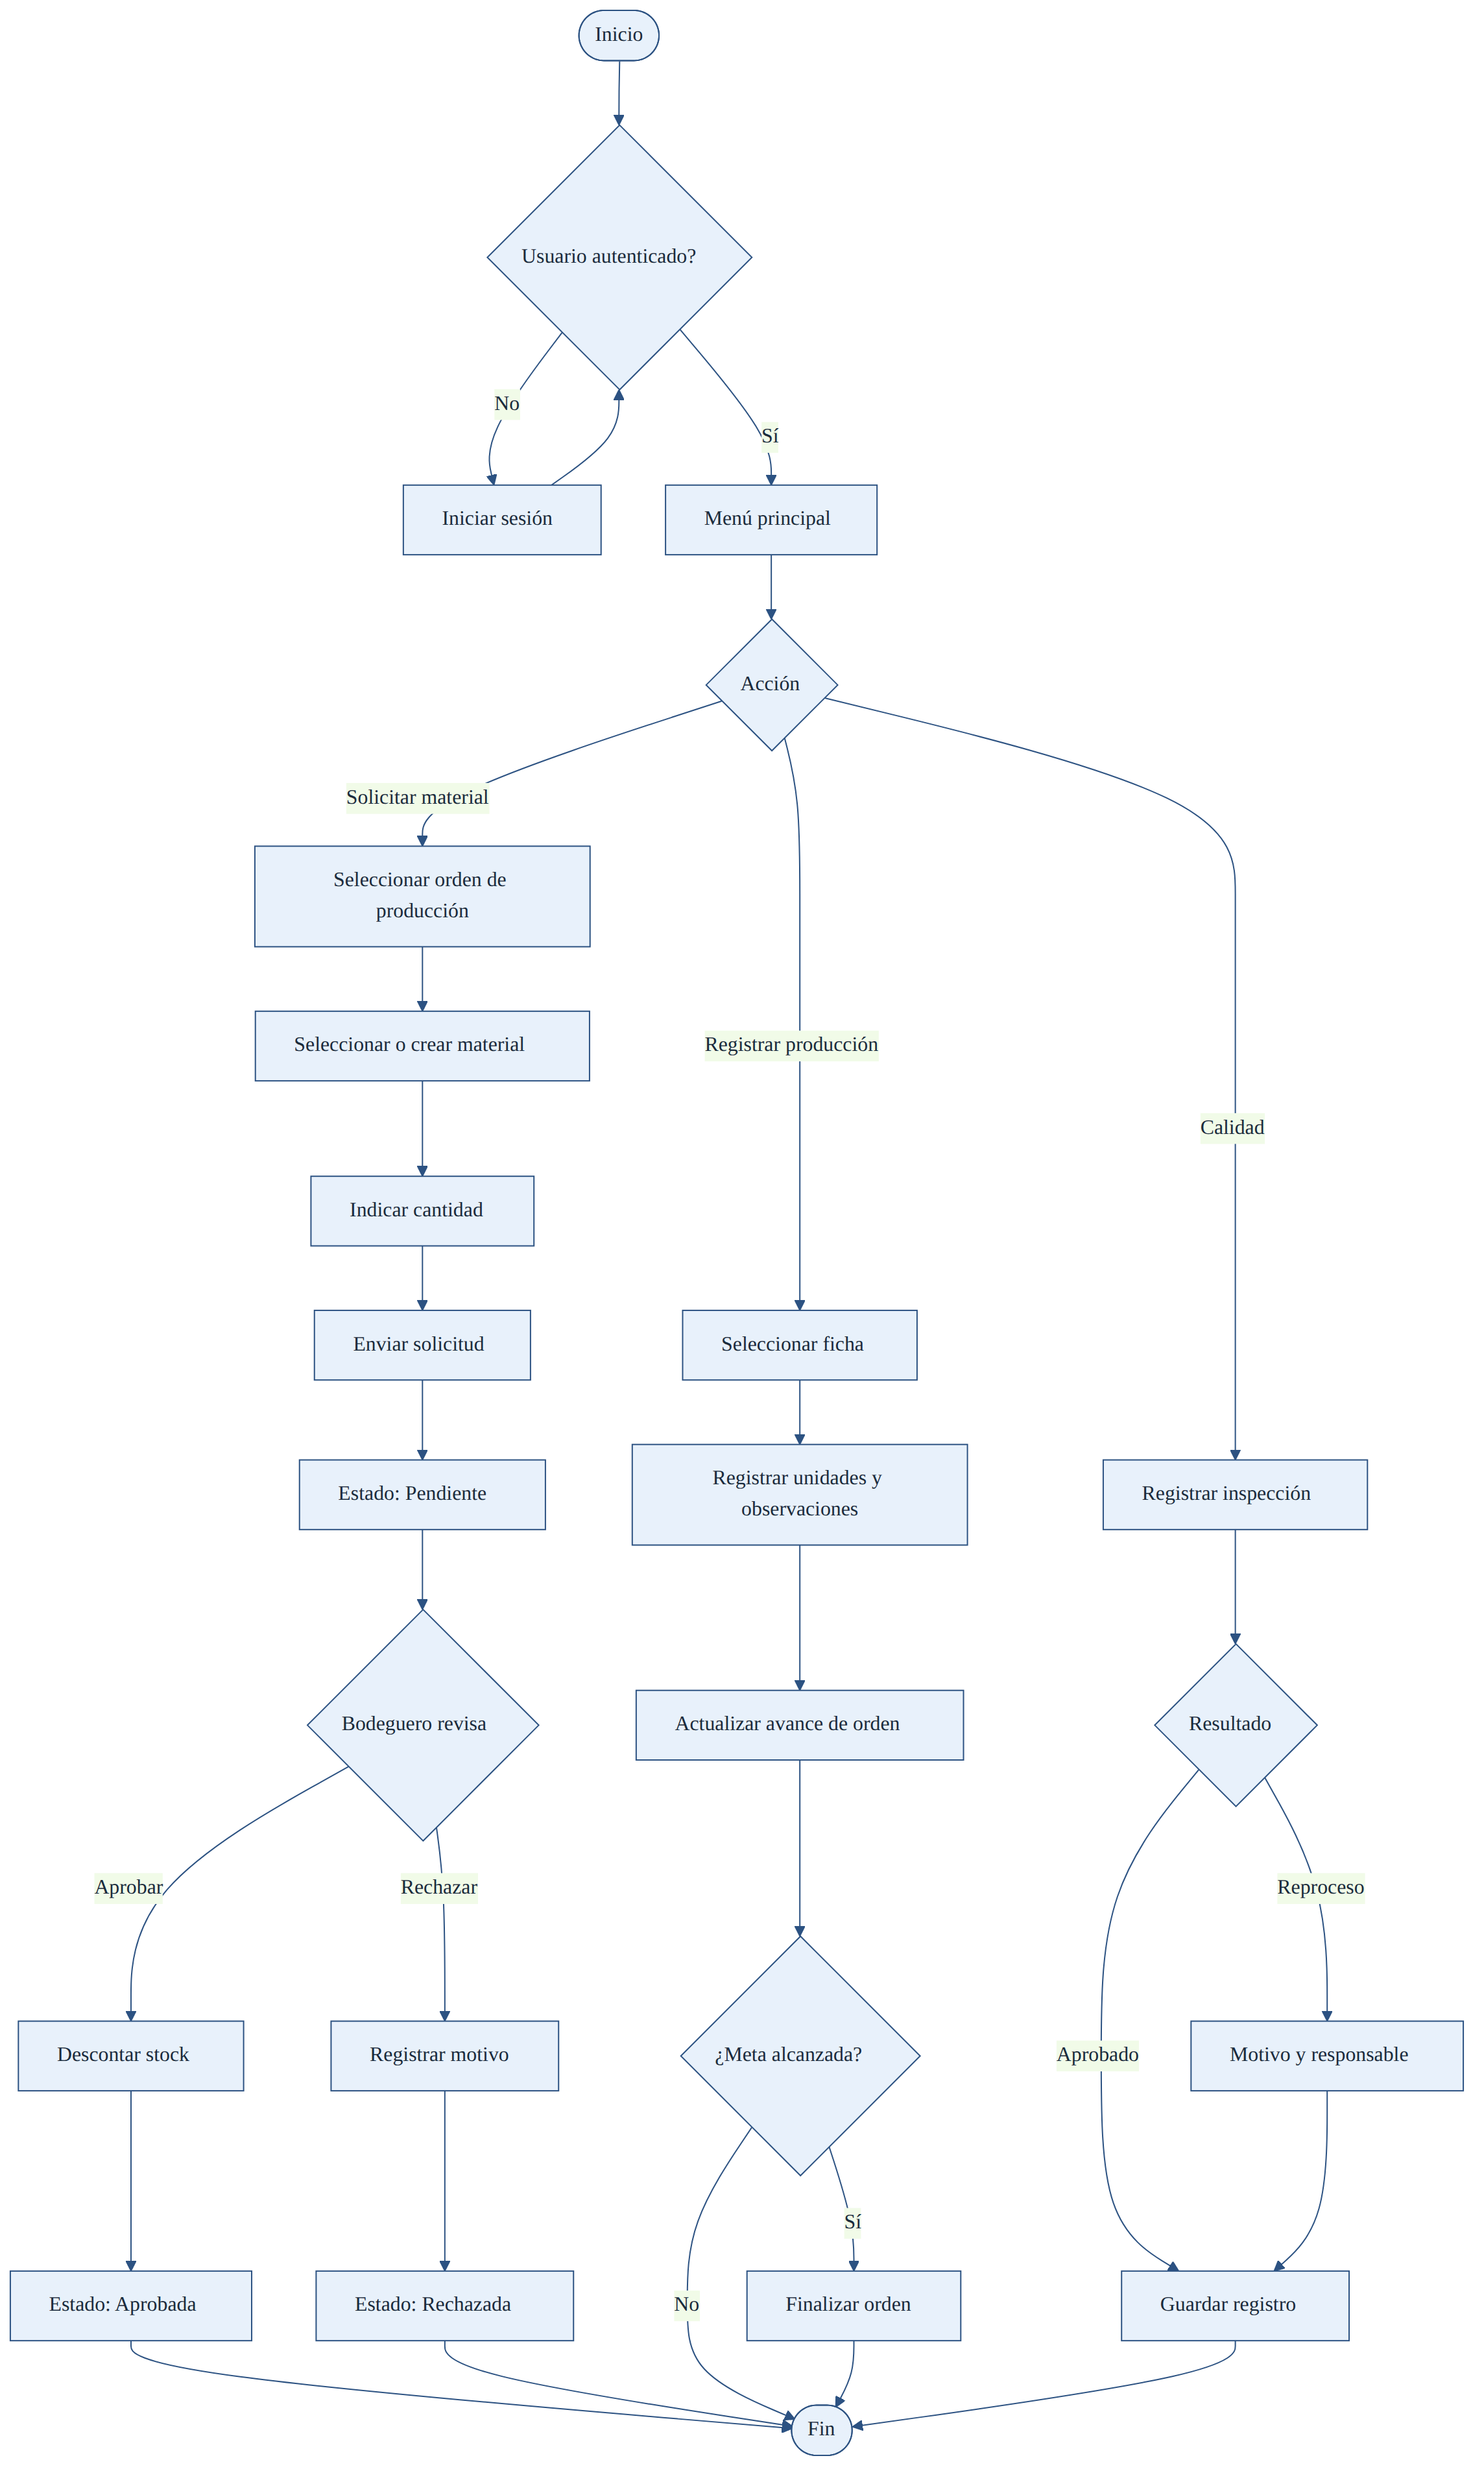 Inicio
Usuario autenticado?
No
Sí
Iniciar sesión
Menú principal
Acción
Solicitar material
Seleccionar orden de
producción
Seleccionar o crear material
Registrar producción
Calidad
Indicar cantidad
Enviar solicitud
Seleccionar ficha
Estado: Pendiente
Registrar unidades y
observaciones
Registrar inspección
Bodeguero revisa
Actualizar avance de orden
Resultado
Aprobar
Rechazar
Reproceso
Descontar stock
Registrar motivo
¿Meta alcanzada?
Aprobado
Motivo y responsable
Sí
Estado: Aprobada
Estado: Rechazada
No
Finalizar orden
Guardar registro
Fin